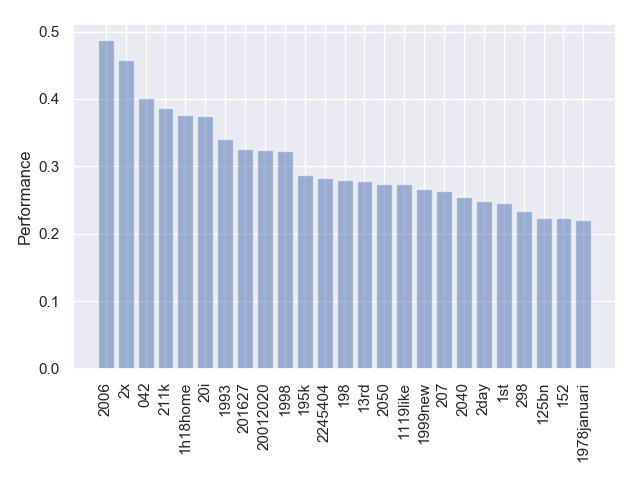 0.5
0.4
0.3
0.2
0.1
0.0
Performance
2006
2x
042
211k
1h18home
20i
1993
201627
20012020
1998
195k
2245404
198
13rd
2050
1119like
1999new
207
2040
2day
1st
298
125bn
152
1978januari